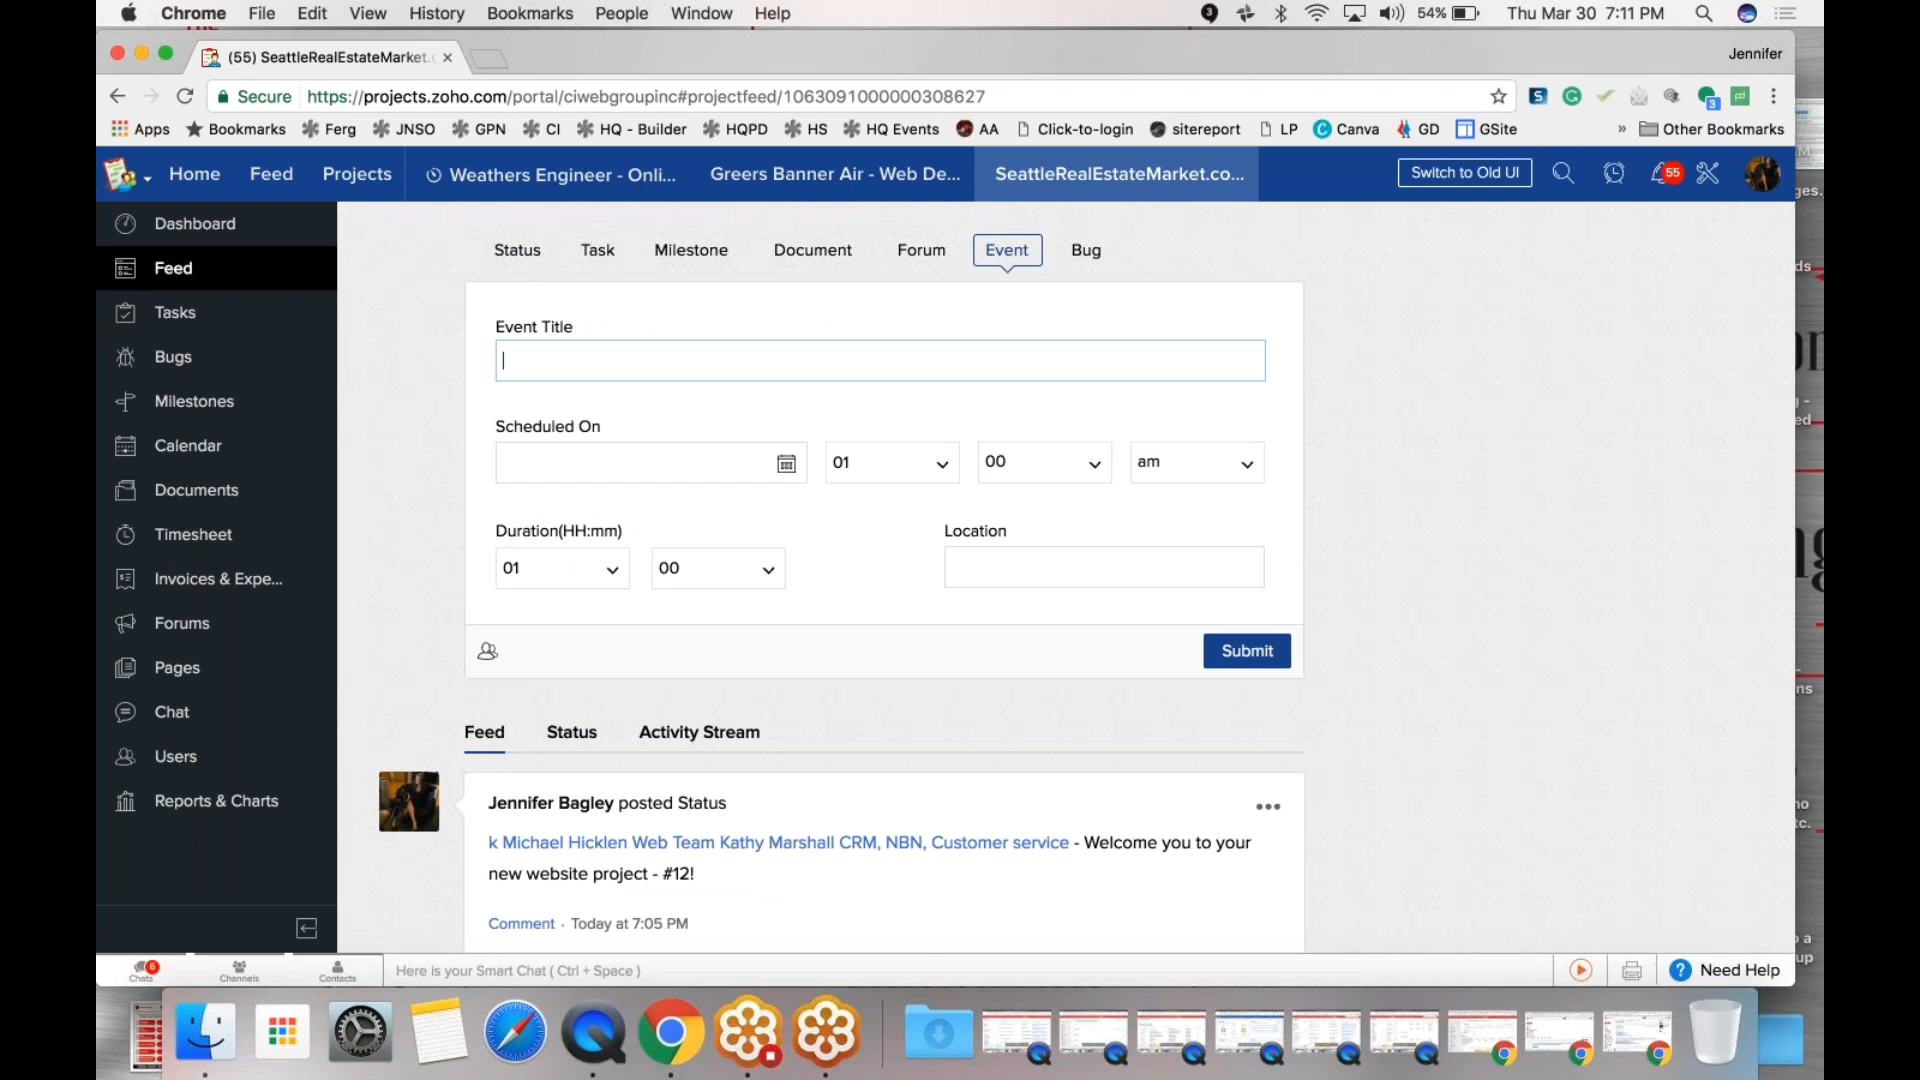 Chrome File Edit View History Bookmarks People Window Help
3 54% Thu Mar 30 7:11 PM
(55) SeattleRealEstateMarket.
Jennifer
Secure https://projects.zoho.com/portal/ciwebgroupinc#projectfeed/1063091000000308627
Apps Bookmarks Ferg JNSO GPN CI HQ - Builder HQPD HS HQ Events AA Click-to-login sitereport LP Canva GD GSite » Other Bookmarks
Home Feed Projects Weathers Engineer - Onli... Greers Banner Air - Web De... SeattleRealEstateMarket.co... Switch to Old UI 55
Dashboard
Feed
Tasks
Bugs
Milestones
Calendar
Documents
Timesheet
Invoices & Expe...
Forums
Pages
Chat
Users
Reports & Charts
Status Task Milestone Document Forum Event Bug
Event Title
Scheduled On
01 00 am
Duration(HH:mm) Location
01 00
Submit
Feed Status Activity Stream
Jennifer Bagley posted Status
k Michael Hicklen Web Team Kathy Marshall CRM, NBN, Customer service - Welcome you to your
new website project - #12!
Comment · Today at 7:05 PM
6
Chats Channels Contacts Here is your Smart Chat ( Ctrl + Space ) Need Help